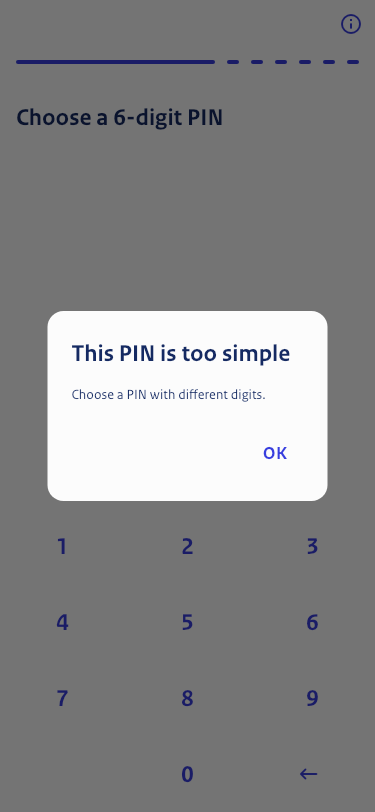 Choose a 6-digit PIN
This PIN is too simple
Choose a PIN with different digits.
OK
1 2 3
4 5 6
7 8 9
0 ←